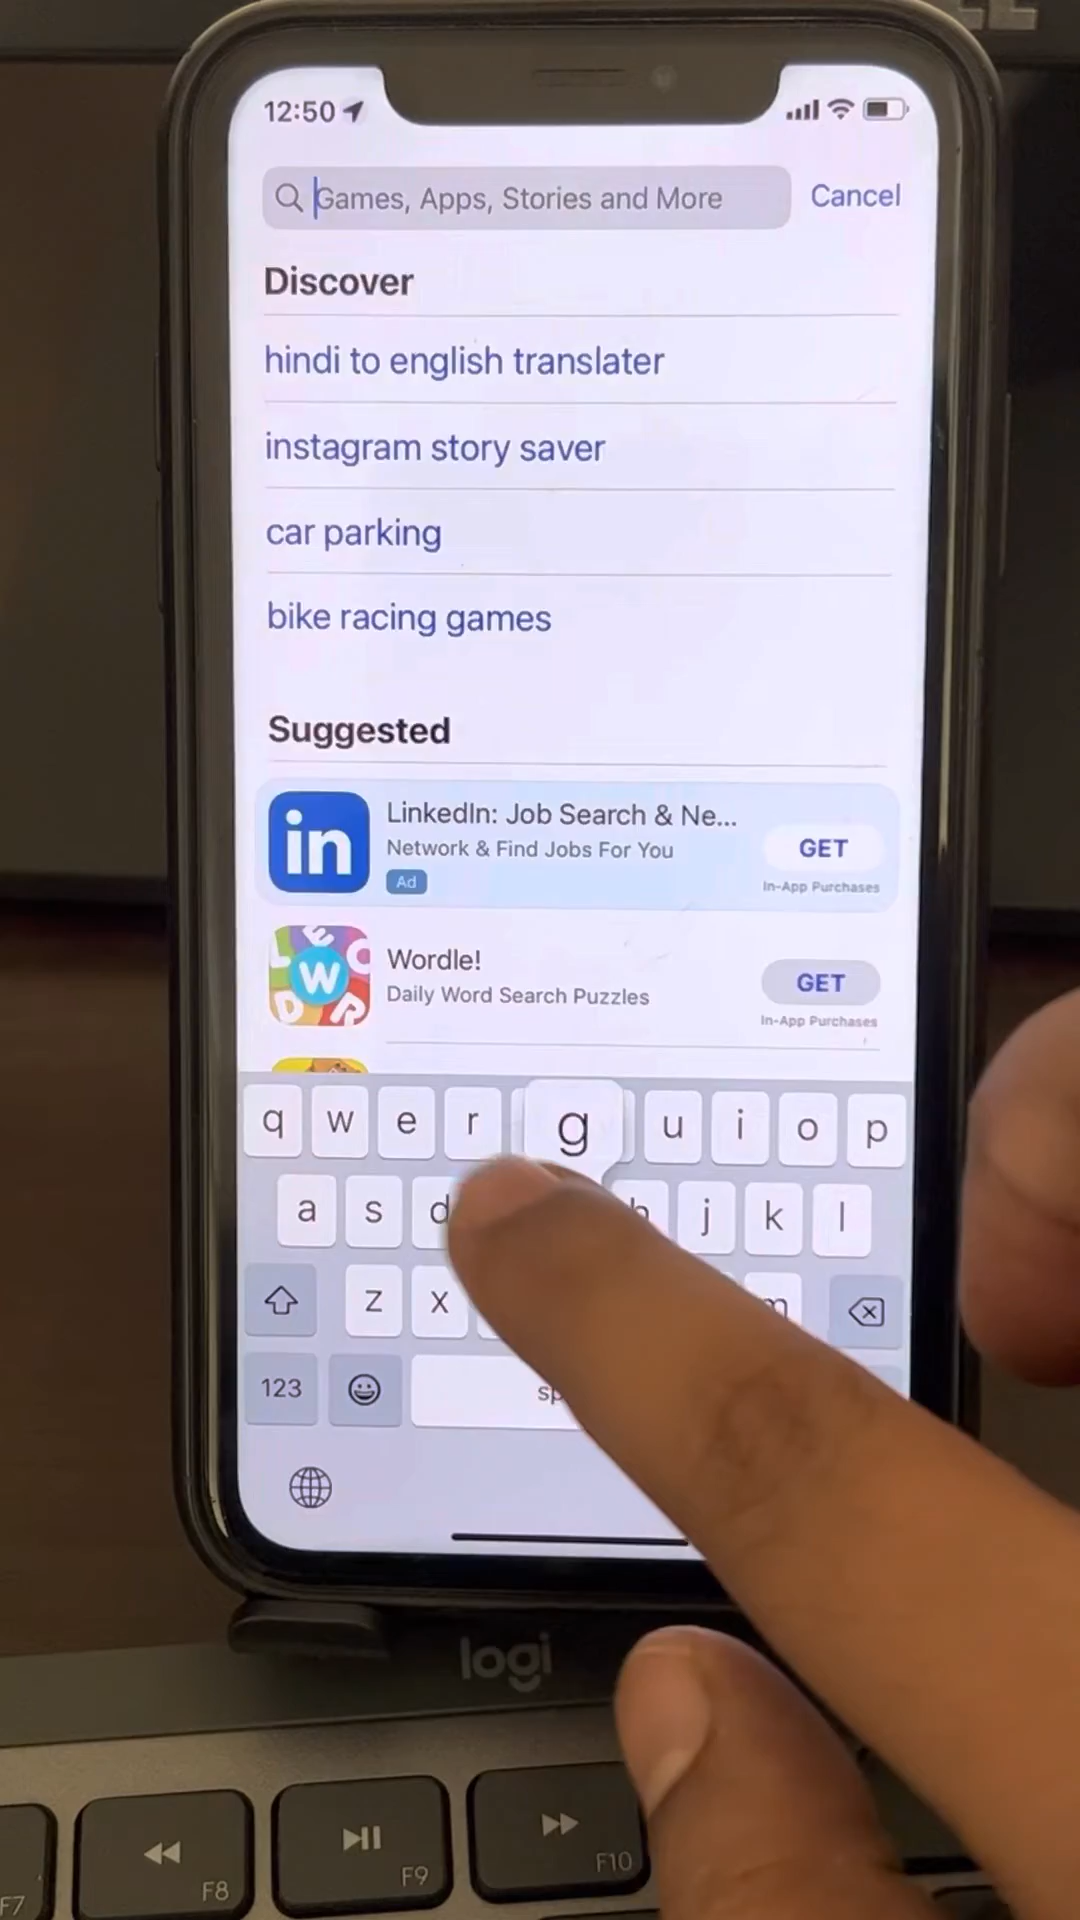 12:50
Games, Apps, Stories and More
Cancel
Discover
hindi to english translater
instagram story saver
car parking
bike racing games
Suggested
in
LinkedIn: Job Search & Ne...
Network & Find Jobs For You
Ad
GET
In-App Purchases
W
Wordle!
Daily Word Search Puzzles
GET
In-App Purchases
q w e r g u i o p
a s d h j k l
z x m
123
logi
F7
F8
F9
F10